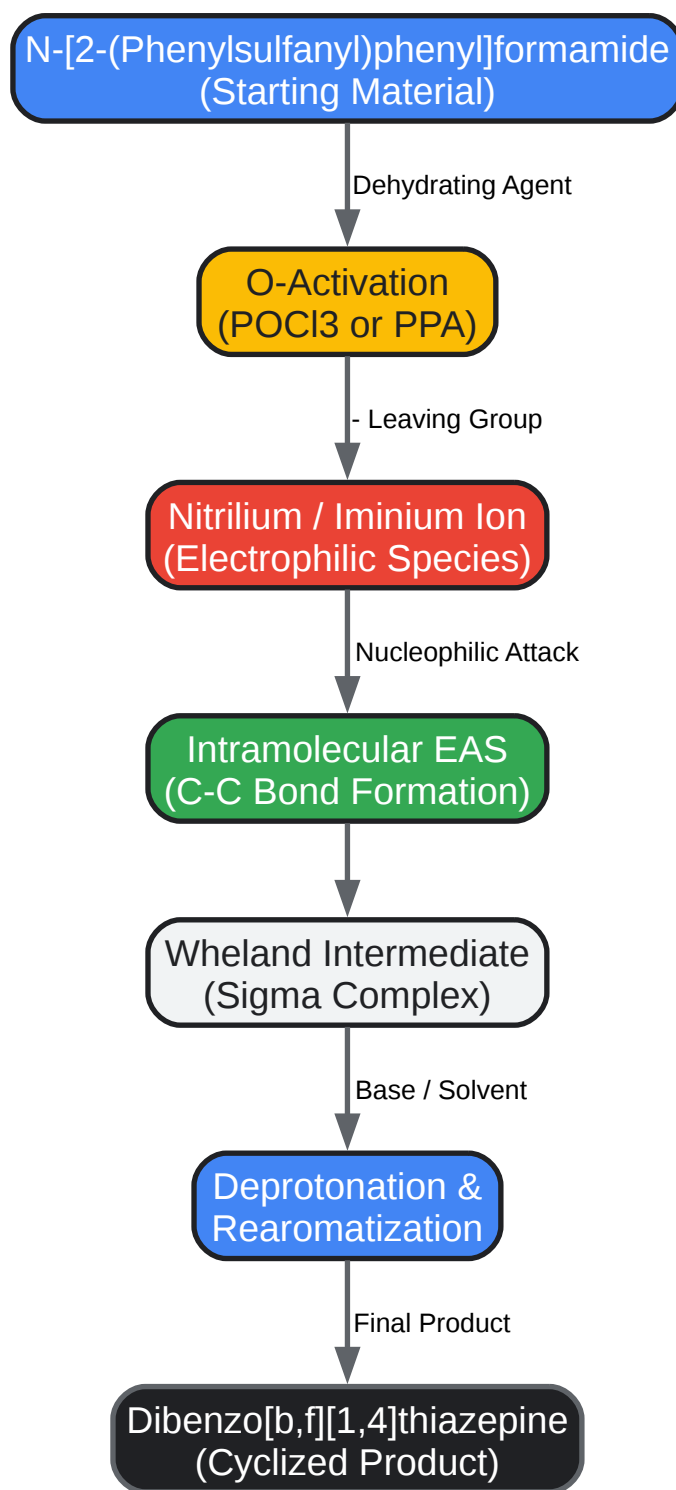 N-[2-(Phenylsulfanyl)phenyl]formamide
(Starting Material)
Dehydrating Agent
O-Activation
(POCl3 or PPA)
- Leaving Group
Nitrilium / Iminium Ion
(Electrophilic Species)
Nucleophilic Attack
Intramolecular EAS
(C-C Bond Formation)
Wheland Intermediate
(Sigma Complex)
Base / Solvent
Deprotonation &
Rearomatization
Final Product
Dibenzo[b,f][1,4]thiazepine
(Cyclized Product)